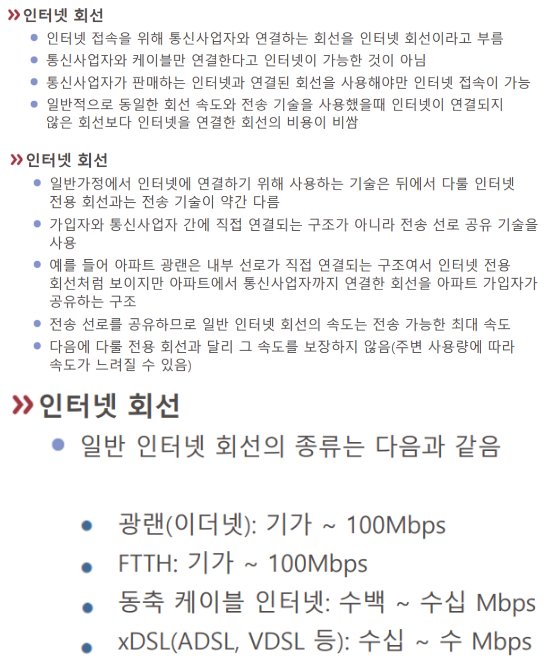 인터넷 회선
인터넷 접속을 위해 통신사업자와 연결하는 회선을 인터넷 회선이라고 부름
통신사업자와 케이블만 연결한다고 인터넷이 가능한 것이 아님
통신사업자가 판매하는 인터넷과 연결된 회선을 사용해야만 인터넷 접속이 가능
일반적으로 동일한 회선 속도와 전송 기술을 사용했을때 인터넷이 연결되지
않은 회선보다 인터넷을 연결한 회선의 비용이 비쌈
인터넷 회선
일반가정에서 인터넷에 연결하기 위해 사용하는 기술은 뒤에서 다룰 인터넷
전용 회선과는 전송 기술이 약간 다름
가입자와 통신사업자 간에 직접 연결되는 구조가 아니라 전송 선로 공유 기술을
사용
예를 들어 아파트 광랜은 내부 선로가 직접 연결되는 구조여서 인터넷 전용
회선처럼 보이지만 아파트에서 통신사업자까지 연결한 회선을 아파트 가입자가
공유하는 구조
전송 선로를 공유하므로 일반 인터넷 회선의 속도는 전송 가능한 최대 속도
다음에 다룰 전용 회선과 달리 그 속도를 보장하지 않음(주변 사용량에 따라
속도가 느려질 수 있음)
인터넷 회선
일반 인터넷 회선의 종류는 다음과 같음
광랜(이더넷): 기가 ~ 100Mbps
FTTH: 기가 ~ 100Mbps
동축 케이블 인터넷: 수백 ~ 수십 Mbps
xDSL(ADSL, VDSL 등): 수십 ~ 수 Mbps